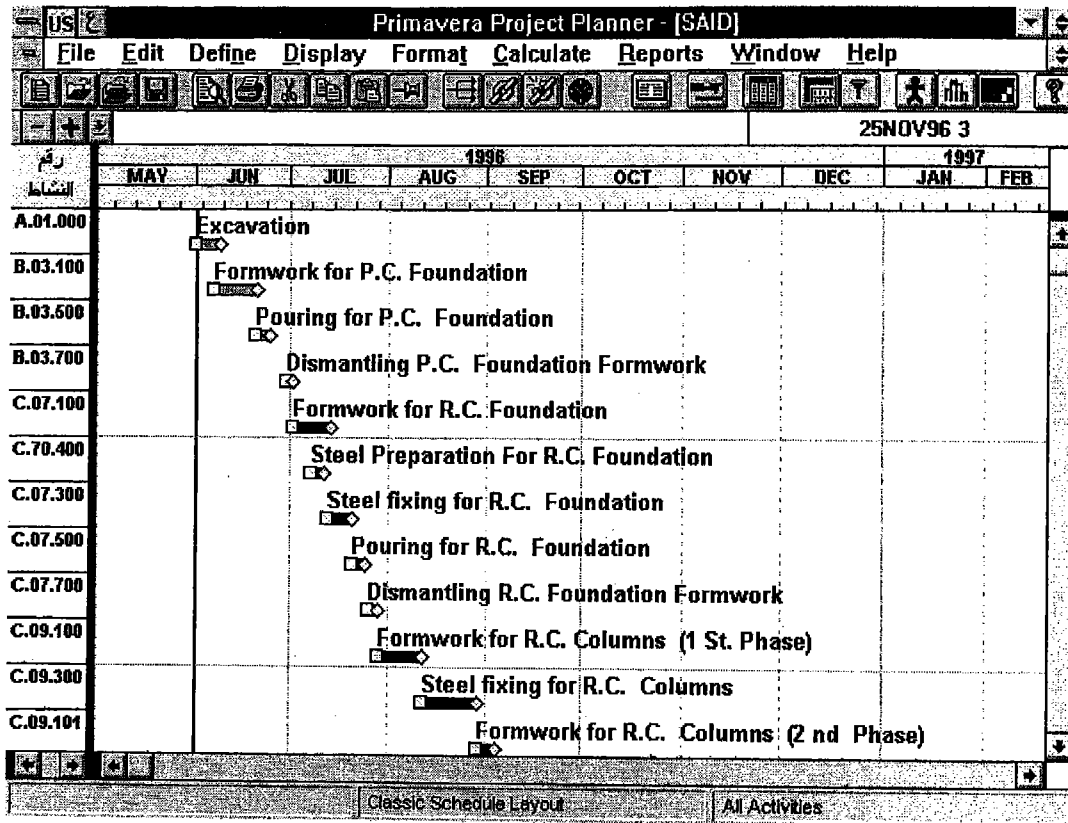 US ع
Primavera Project Planner - [SAID]
File Edit Define Display Format Calculate Reports Window Help
25NOV96 3
رقم
النشاط
1996 1997
MAY JUN JUL AUG SEP OCT NOV DEC JAN FEB
A.01.000 Excavation
B.03.100 Formwork for P.C. Foundation
B.03.500 Pouring for P.C. Foundation
B.03.700 Dismantling P.C. Foundation Formwork
C.07.100 Formwork for R.C. Foundation
C.70.400 Steel Preparation For R.C. Foundation
C.07.300 Steel fixing for R.C. Foundation
C.07.500 Pouring for R.C. Foundation
C.07.700 Dismantling R.C. Foundation Formwork
C.09.100 Formwork for R.C. Columns (1 St. Phase)
C.09.300 Steel fixing for R.C. Columns
C.09.101 Formwork for R.C. Columns (2 nd Phase)
Classic Schedule Layout All Activities